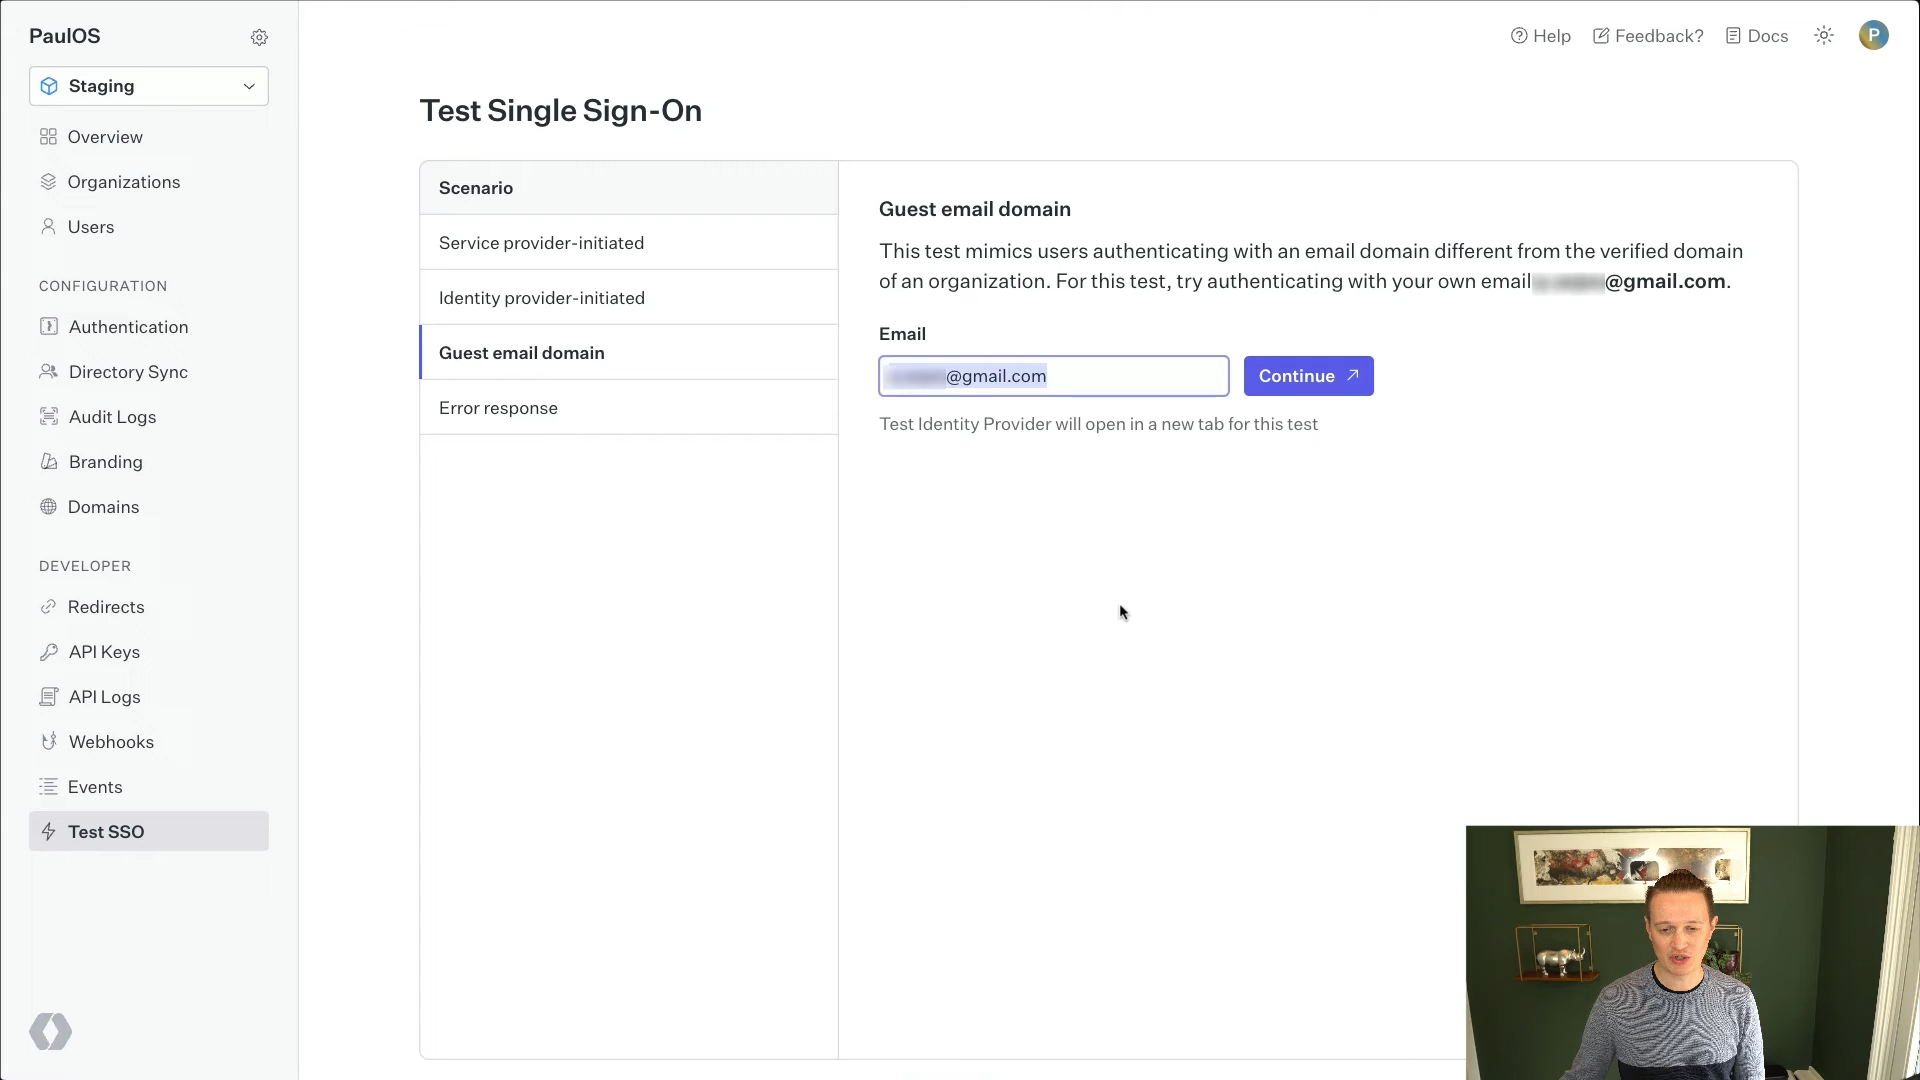 PaulOS
Staging
Overview
Organizations
Users
CONFIGURATION
Authentication
Directory Sync
Audit Logs
Branding
Domains
DEVELOPER
Redirects
API Keys
API Logs
Webhooks
Events
Test SSO
Help
Feedback?
Docs
P
Test Single Sign-On
Scenario
Service provider-initiated
Identity provider-initiated
Guest email domain
Error response
Guest email domain
This test mimics users authenticating with an email domain different from the verified domain
of an organization. For this test, try authenticating with your own email @gmail.com.
Email
@gmail.com
Continue
Test Identity Provider will open in a new tab for this test